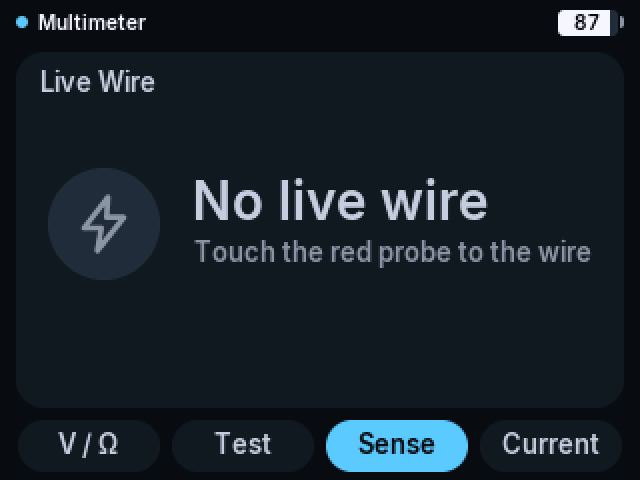 Multimeter
87
Live Wire
No live wire
Touch the red probe to the wire
V / Ω
Test
Sense
Current